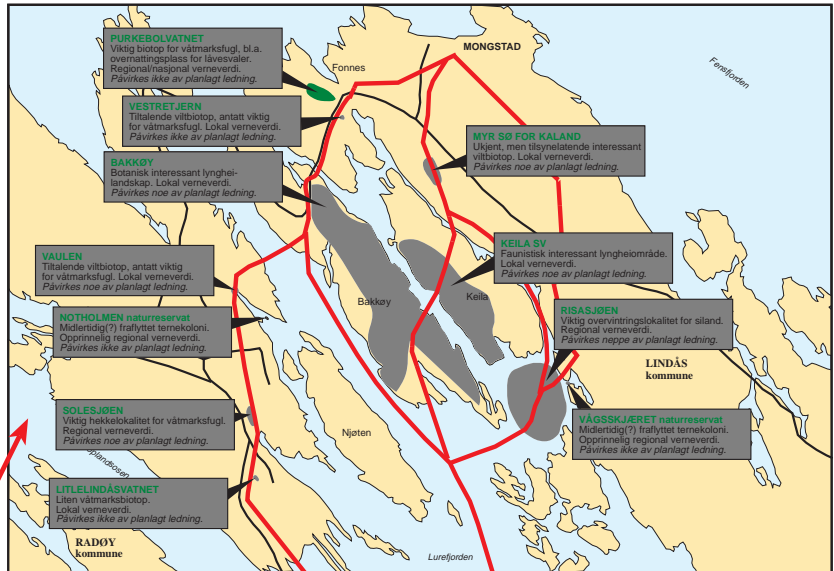 PURKEBOLVATNET
Viktig biotop for våtmarksfugl, bl.a.
overnattingsplass for låvesvaler.
Regional/nasjonal verneverdi.
Påvirkes ikke av planlagt ledning.
Fonnes
MONGSTAD
Fensfjorden
VESTRETJERN
Tiltalende viltbiotop, antatt viktig
for våtmarksfugl. Lokal verneverdi.
Påvirkes ikke av planlagt ledning.
MYR SØ FOR KALAND
Ukjent, men tilsynelatende interessant
viltbiotop. Lokal verneverdi.
Påvirkes noe av planlagt ledning.
BAKKØY
Botanisk interessant lynghei-
landskap. Lokal verneverdi.
Påvirkes noe av planlagt ledning.
KEILA SV
Faunistisk interessant lyngheiområde.
Lokal verneverdi.
Påvirkes noe av planlagt ledning.
VAULEN
Tiltalende viltbiotop, antatt viktig
for våtmarksfugl. Lokal verneverdi.
Påvirkes noe av planlagt ledning.
Bakkøy
Keila
NOTHOLMEN naturreservat
Midlertidig(?) fraflyttet ternekoloni.
Opprinnelig regional verneverdi.
Påvirkes ikke av planlagt ledning.
RISASJØEN
Viktig overvintringslokalitet for siland.
Regional verneverdi.
Påvirkes neppe av planlagt ledning.
LINDÅS
kommune
SOLESJØEN
Viktig hekkelokalitet for våtmarksfugl.
Regional verneverdi.
Påvirkes noe av planlagt ledning.
Njøten
VÅGSSKJÆRET naturreservat
Midlertidig(?) fraflyttet ternekoloni.
Opprinnelig regional verneverdi.
Påvirkes ikke av planlagt ledning.
plandsosen
LITLELINDÅSVATNET
Liten våtmarksbiotop.
Lokal verneverdi.
Påvirkes ikke av planlagt ledning.
RADØY
kommune
Lurefjorden